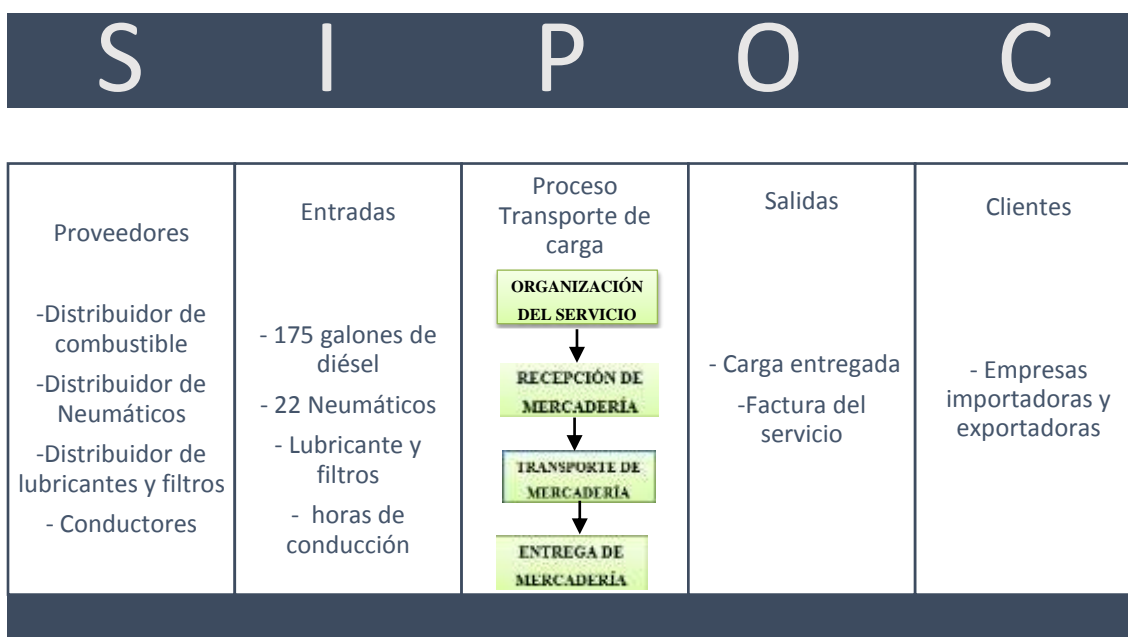 S I P O C
Proveedores
-Distribuidor de
combustible
-Distribuidor de
Neumáticos
-Distribuidor de
lubricantes y filtros
- Conductores
Entradas
- 175 galones de
diésel
- 22 Neumáticos
- Lubricante y
filtros
- horas de
conducción
Proceso
Transporte de
carga
ORGANIZACIÓN
DEL SERVICIO
RECEPCIÓN DE
MERCADERÍA
TRANSPORTE DE
MERCADERÍA
ENTREGA DE
MERCADERÍA
Salidas
- Carga entregada
-Factura del
servicio
Clientes
- Empresas
importadoras y
exportadoras